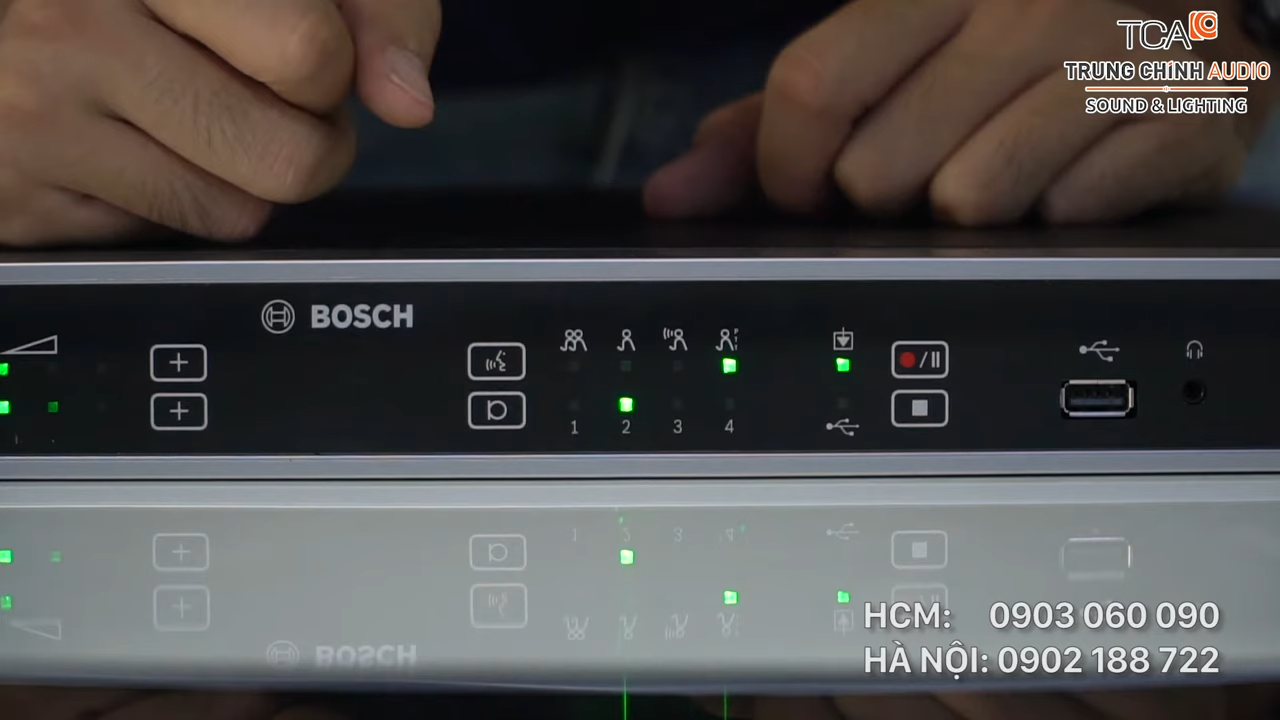 TCA
TRUNG CHÍNH AUDIO
SOUND & LIGHTING
BOSCH
1 2 3 4
HCM: 0903 060 090
HÀ NỘI: 0902 188 722